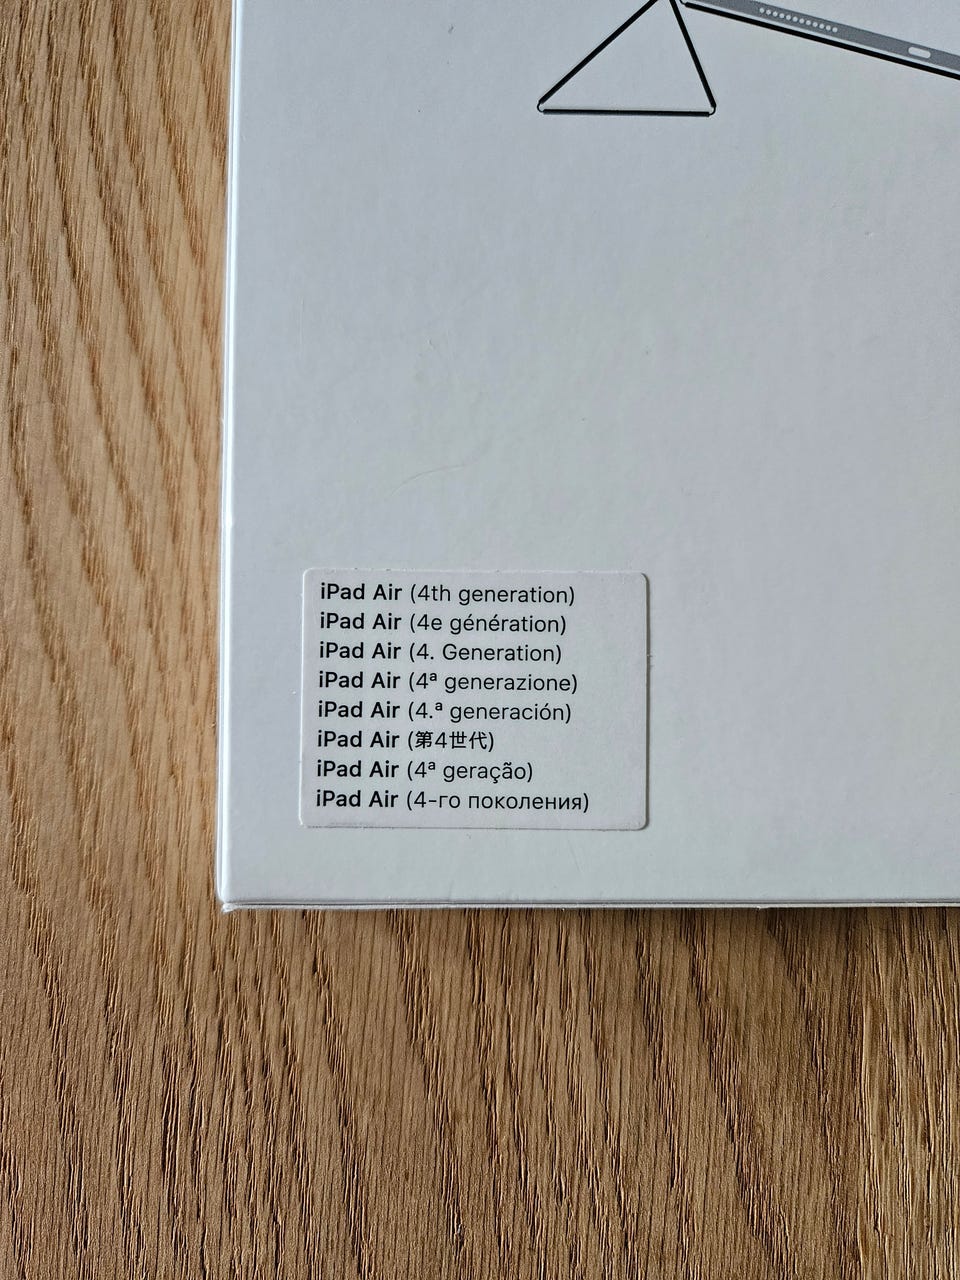 iPad Air (4th generation)
iPad Air (4e génération)
iPad Air (4. Generation)
iPad Air (4ª generazione)
iPad Air (4.ª generación)
iPad Air (第4世代)
iPad Air (4ª geração)
iPad Air (4-го поколения)